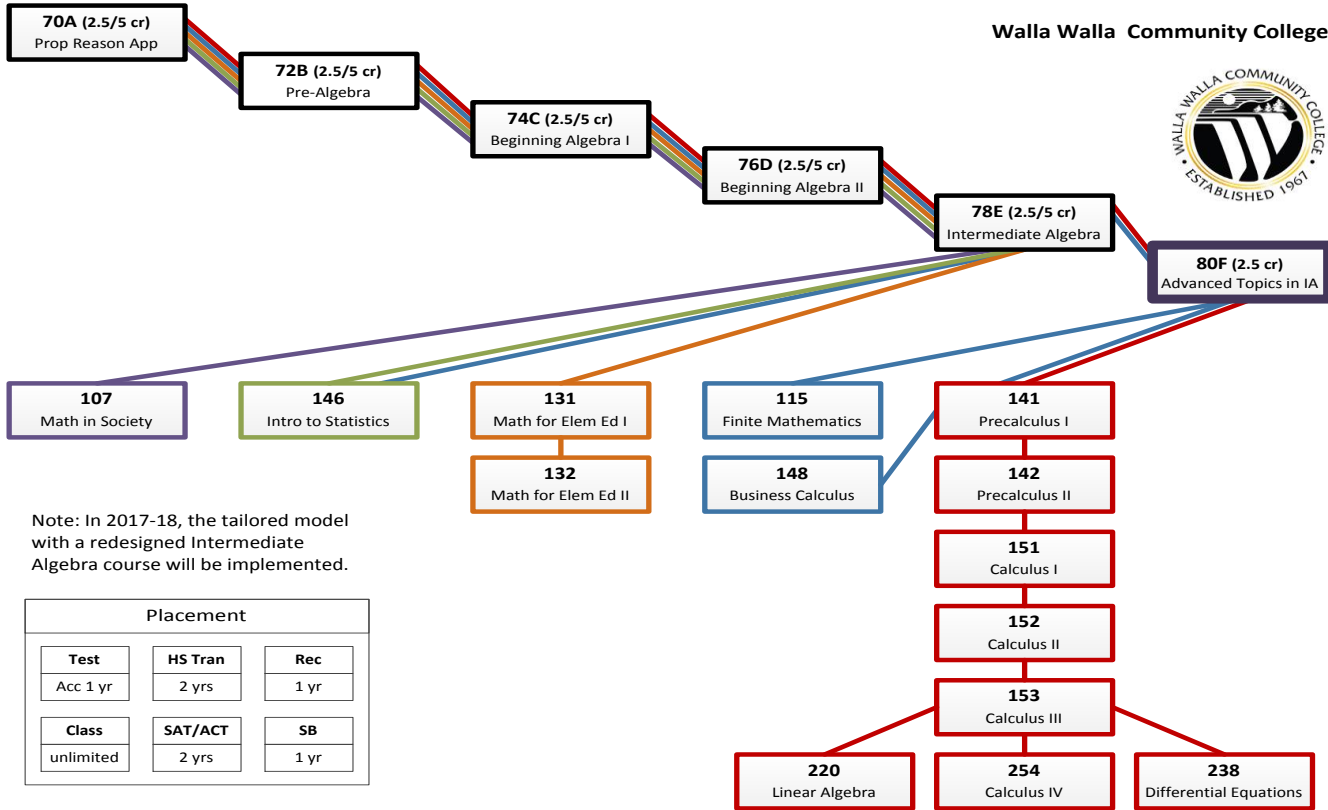 70A (2.5/5 cr)
Prop Reason App
Walla Walla Community College
WALLA WALLA COMMUNITY COLLEGE
• ESTABLISHED 1967 •
72B (2.5/5 cr)
Pre-Algebra
74C (2.5/5 cr)
Beginning Algebra I
76D (2.5/5 cr)
Beginning Algebra II
78E (2.5/5 cr)
Intermediate Algebra
80F (2.5 cr)
Advanced Topics in IA
107
Math in Society
146
Intro to Statistics
131
Math for Elem Ed I
115
Finite Mathematics
141
Precalculus I
132
Math for Elem Ed II
148
Business Calculus
142
Precalculus II
Note: In 2017-18, the tailored model
with a redesigned Intermediate
Algebra course will be implemented.
151
Calculus I
152
Calculus II
153
Calculus III
220
Linear Algebra
254
Calculus IV
238
Differential Equations
Placement
Test
Acc 1 yr
HS Tran
2 yrs
Rec
1 yr
Class
unlimited
SAT/ACT
2 yrs
SB
1 yr